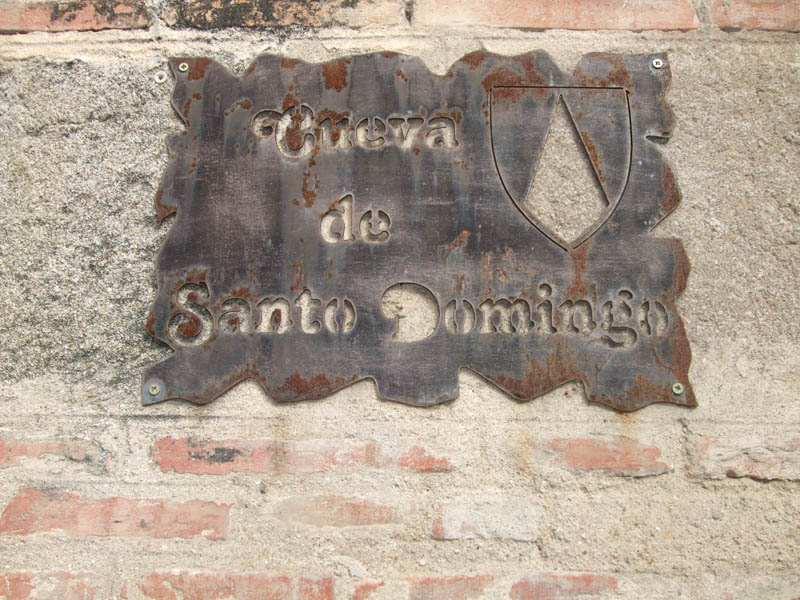 Cueva
de
Santo Domingo